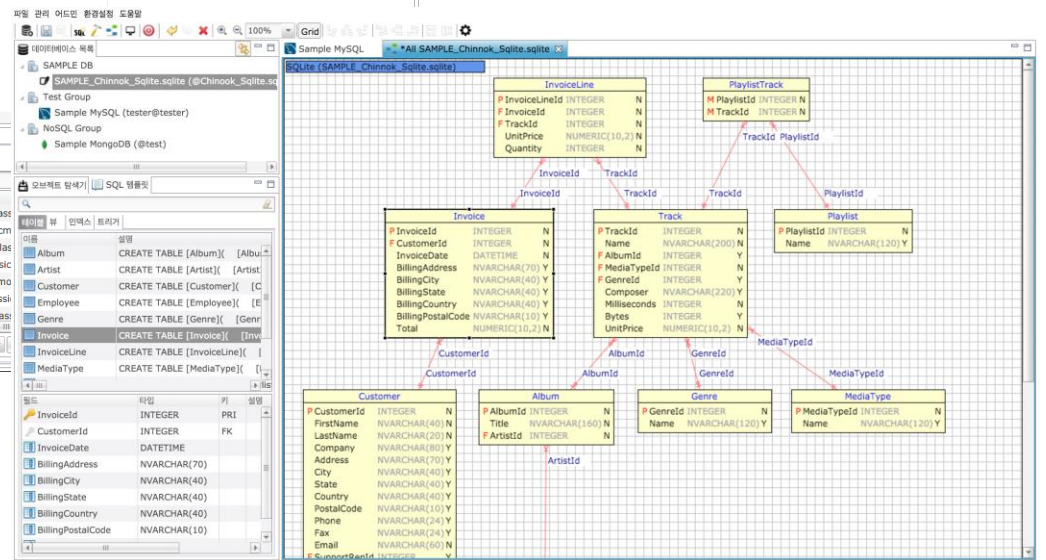 파일 관리 어드민 환경설정 도움말
SQL 100% Grid
데이터베이스 목록
SAMPLE DB
SAMPLE_Chinnok_Sqlite.sqlite (@Chinook_Sqlite.sq
Test Group
Sample MySQL (tester@tester)
NoSQL Group
Sample MongoDB (@test)
오브젝트 탐색기 SQL 템플릿
테이블 뷰 인덱스 트리거
이름 설명
Album CREATE TABLE [Album]( [Albu
Artist CREATE TABLE [Artist]( [Artist
Customer CREATE TABLE [Customer]( [C
Employee CREATE TABLE [Employee]( [E
Genre CREATE TABLE [Genre]( [Genr
Invoice CREATE TABLE [Invoice]( [Invo
InvoiceLine CREATE TABLE [InvoiceLine]( [
MediaType CREATE TABLE [MediaType]( [
필드 타입 키 설명
InvoiceId INTEGER PRI
CustomerId INTEGER FK
InvoiceDate DATETIME
BillingAddress NVARCHAR(70)
BillingCity NVARCHAR(40)
BillingState NVARCHAR(40)
BillingCountry NVARCHAR(40)
BillingPostalCode NVARCHAR(10)
Sample MySQL *All SAMPLE_Chinnok_Sqlite.sqlite
SQLite (SAMPLE_Chinnok_Sqlite.sqlite)
InvoiceLine
P InvoiceLineId INTEGER N
F InvoiceId INTEGER N
F TrackId INTEGER N
UnitPrice NUMERIC(10,2) N
Quantity INTEGER N
PlaylistTrack
M PlaylistId INTEGER N
M TrackId INTEGER N
TrackId PlaylistId
InvoiceId TrackId
InvoiceId TrackId TrackId PlaylistId
Invoice
P InvoiceId INTEGER N
F CustomerId INTEGER N
InvoiceDate DATETIME N
BillingAddress NVARCHAR(70) Y
BillingCity NVARCHAR(40) Y
BillingState NVARCHAR(40) Y
BillingCountry NVARCHAR(40) Y
BillingPostalCode NVARCHAR(10) Y
Total NUMERIC(10,2) N
Track
P TrackId INTEGER N
Name NVARCHAR(200) N
F AlbumId INTEGER Y
F MediaTypeId INTEGER N
F GenreId INTEGER Y
Composer NVARCHAR(220) Y
Milliseconds INTEGER N
Bytes INTEGER Y
UnitPrice NUMERIC(10,2) N
Playlist
P PlaylistId INTEGER N
Name NVARCHAR(120) Y
CustomerId AlbumId GenreId MediaTypeId
CustomerId AlbumId GenreId MediaTypeId
Customer
P CustomerId INTEGER N
FirstName NVARCHAR(40) N
LastName NVARCHAR(20) N
Company NVARCHAR(80) Y
Address NVARCHAR(70) Y
City NVARCHAR(40) Y
State NVARCHAR(40) Y
Country NVARCHAR(40) Y
PostalCode NVARCHAR(10) Y
Phone NVARCHAR(24) Y
Fax NVARCHAR(24) Y
Email NVARCHAR(60) N
F SupportRepId INTEGER Y
Album
P AlbumId INTEGER N
Title NVARCHAR(160) N
F ArtistId INTEGER N
ArtistId
Genre
P GenreId INTEGER N
Name NVARCHAR(120) Y
MediaType
P MediaTypeId INTEGER N
Name NVARCHAR(120) Y